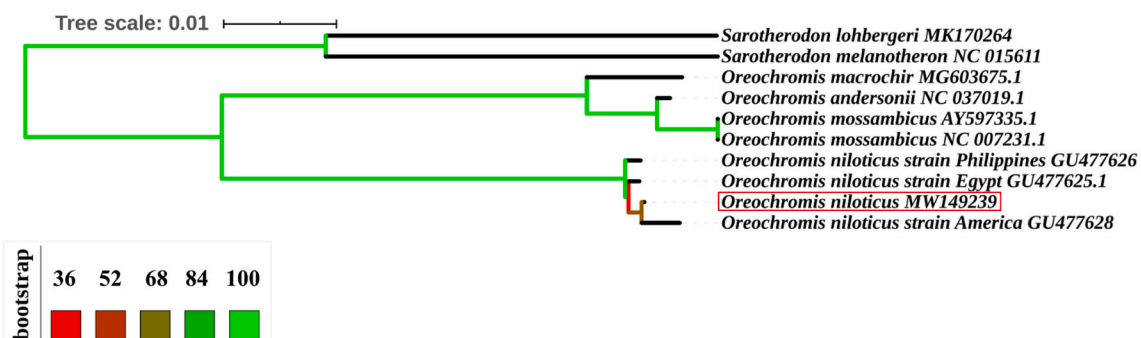 Tree scale: 0.01
Sarotherodon lohbergeri MK170264
Sarotherodon melanotheron NC 015611
Oreochromis macrochir MG603675.1
Oreochromis andersonii NC 037019.1
Oreochromis mossambicus AY597335.1
Oreochromis mossambicus NC 007231.1
Oreochromis niloticus strain Philippines GU477626
Oreochromis niloticus strain Egypt GU477625.1
Oreochromis niloticus MW149239
Oreochromis niloticus strain America GU477628
bootstrap
36 52 68 84 100